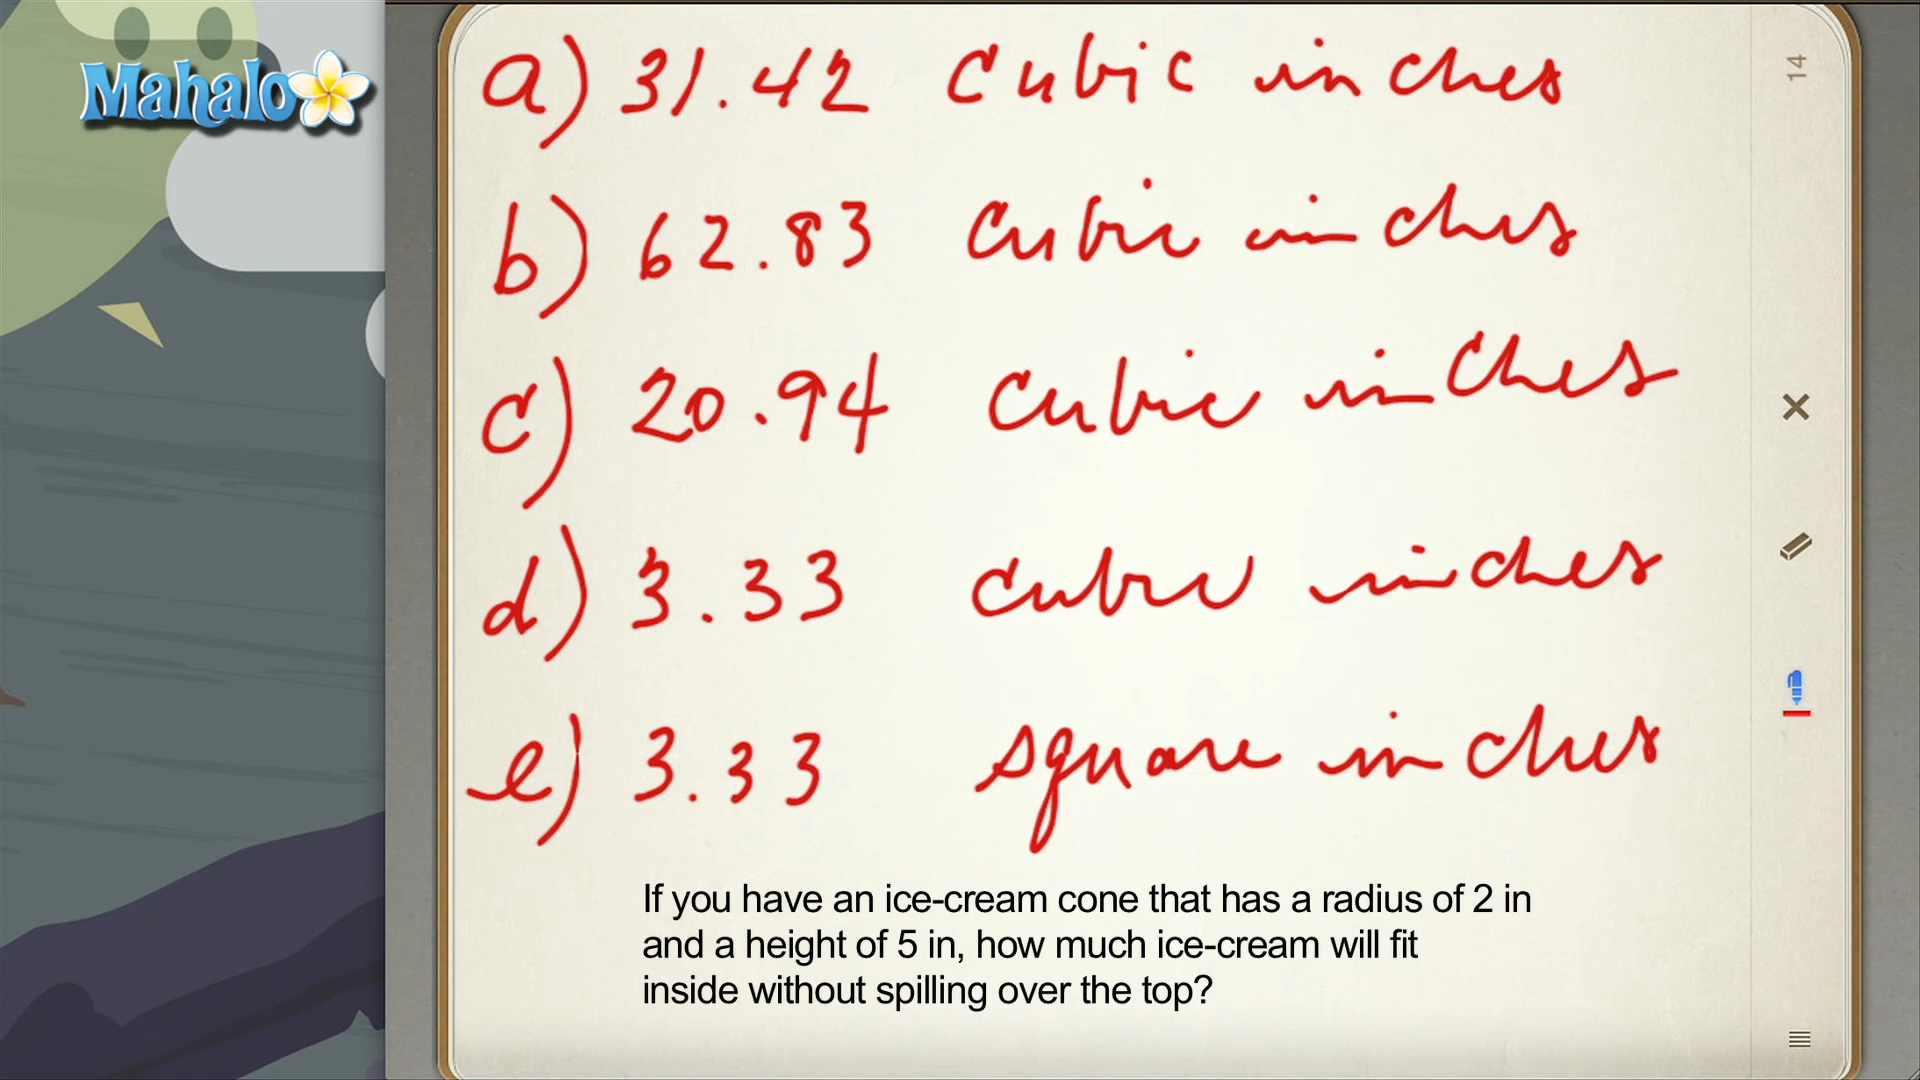 Mahalo
14
a) 31.42 cubic inches
b) 62.83 cubic inches
c) 20.94 cubic inches
d) 3.33 cubic inches
e) 3.33 square inches
If you have an ice-cream cone that has a radius of 2 in
and a height of 5 in, how much ice-cream will fit
inside without spilling over the top?